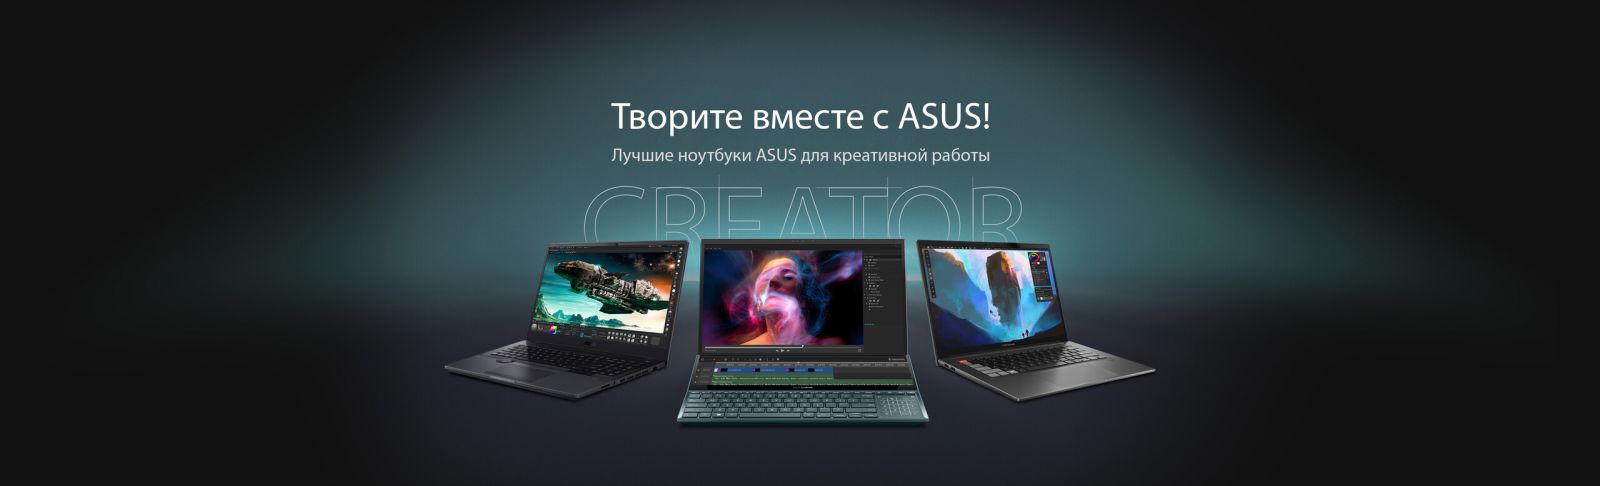 Творите вместе с ASUS!
Лучшие ноутбуки ASUS для креативной работы
CREATOR